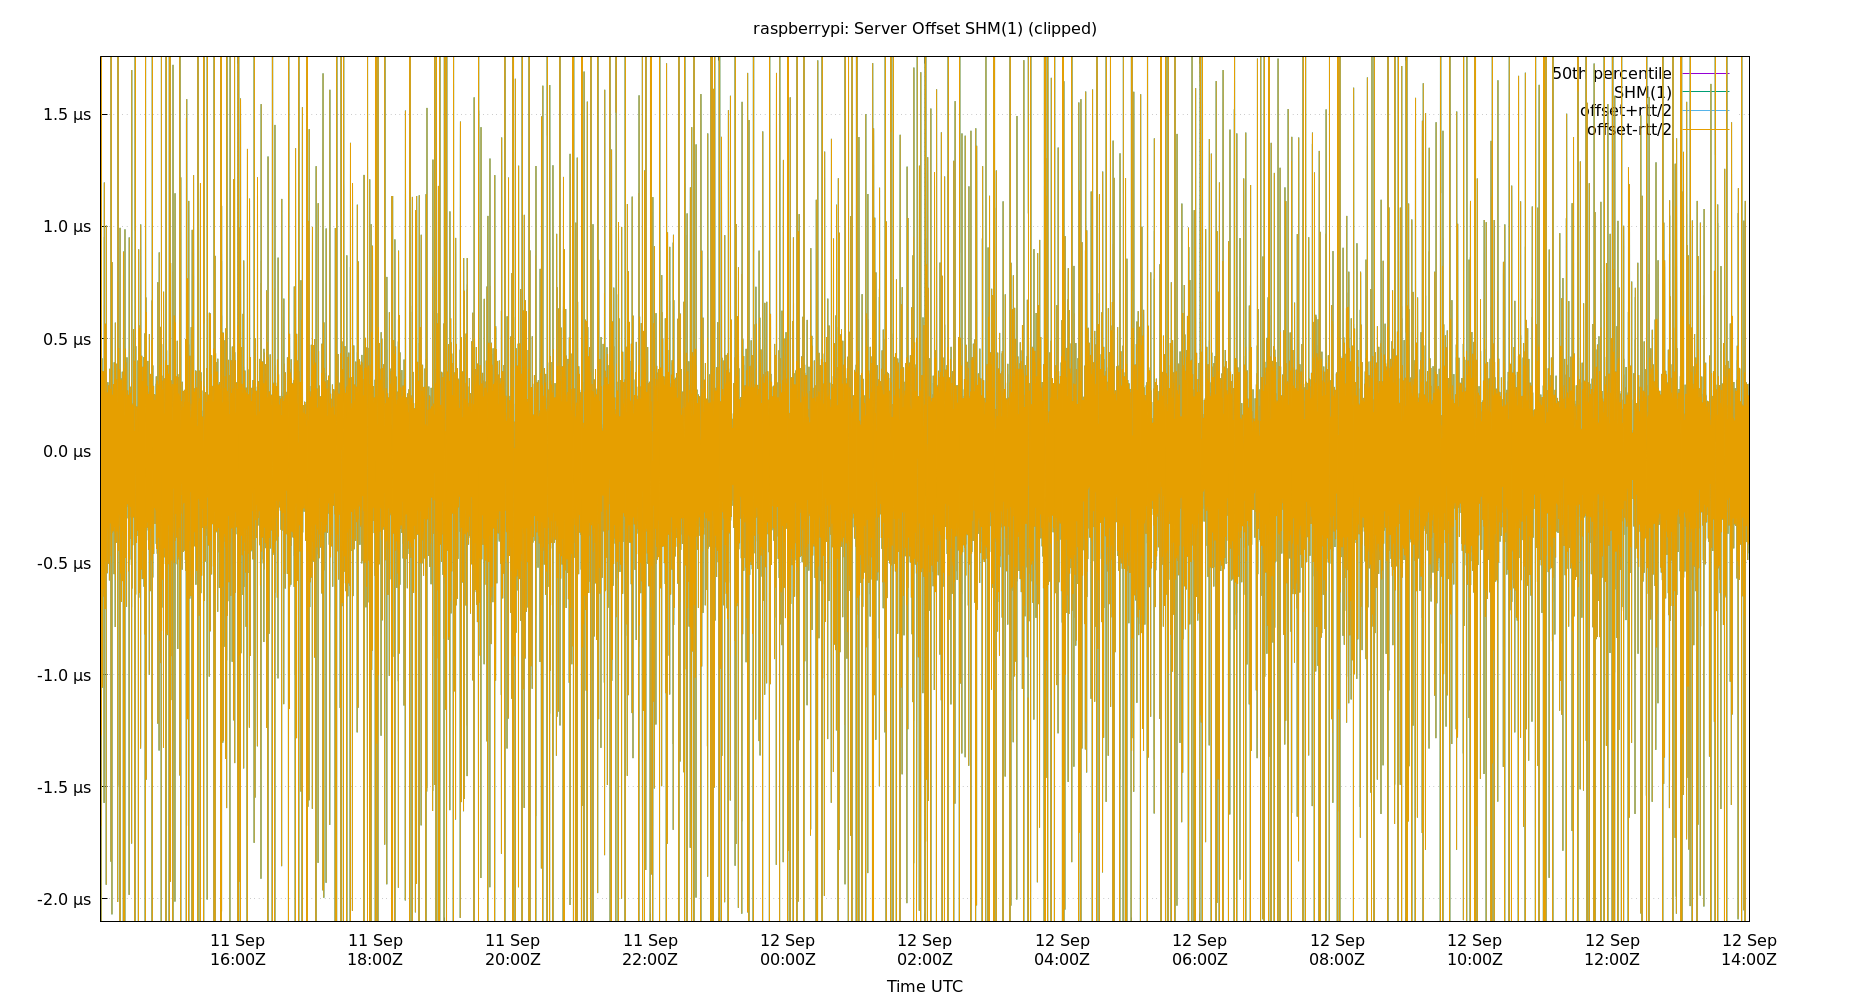 raspberrypi: Server Offset SHM(1) (clipped)
50th percentile
SHM(1)
offset+rtt/2
offset-rtt/2
1.5 µs
1.0 µs
0.5 µs
0.0 µs
-0.5 µs
-1.0 µs
-1.5 µs
-2.0 µs
11 Sep 11 Sep 11 Sep 11 Sep 12 Sep 12 Sep 12 Sep 12 Sep 12 Sep 12 Sep 12 Sep 12 Sep
16:00Z 18:00Z 20:00Z 22:00Z 00:00Z 02:00Z 04:00Z 06:00Z 08:00Z 10:00Z 12:00Z 14:00Z
Time UTC